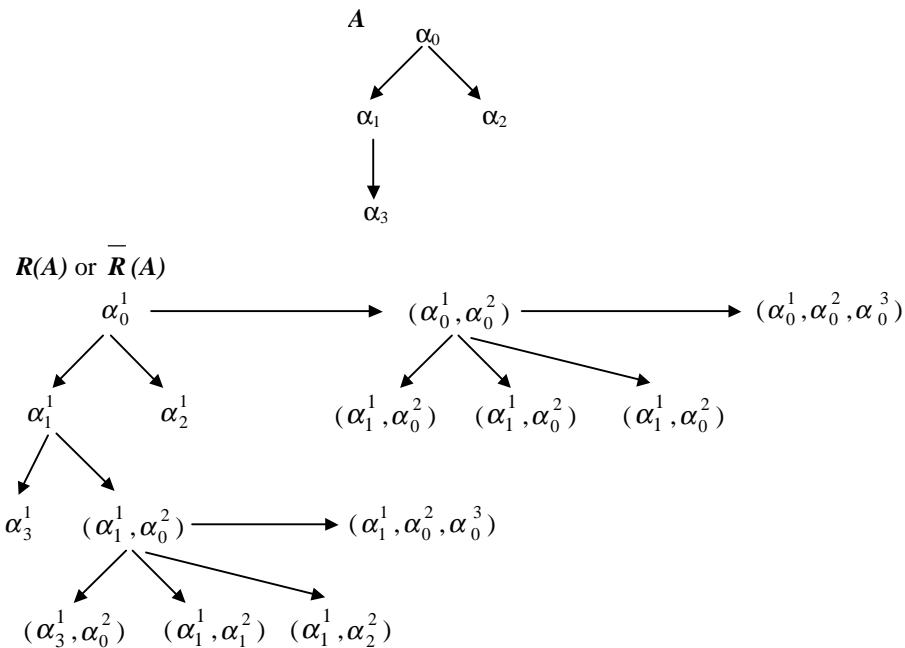 A
α₀
α₁ α₂
α₃
R(A) or R̅(A)
α₀¹ (α₀¹,α₀²) (α₀¹,α₀²,α₀³)
α₁¹ α₂¹ (α₁¹,α₀²) (α₁¹,α₀²) (α₁¹,α₀²)
α₃¹ (α₁¹,α₀²) (α₁¹,α₀²,α₀³)
(α₃¹,α₀²) (α₁¹,α₁²) (α₁¹,α₂²)